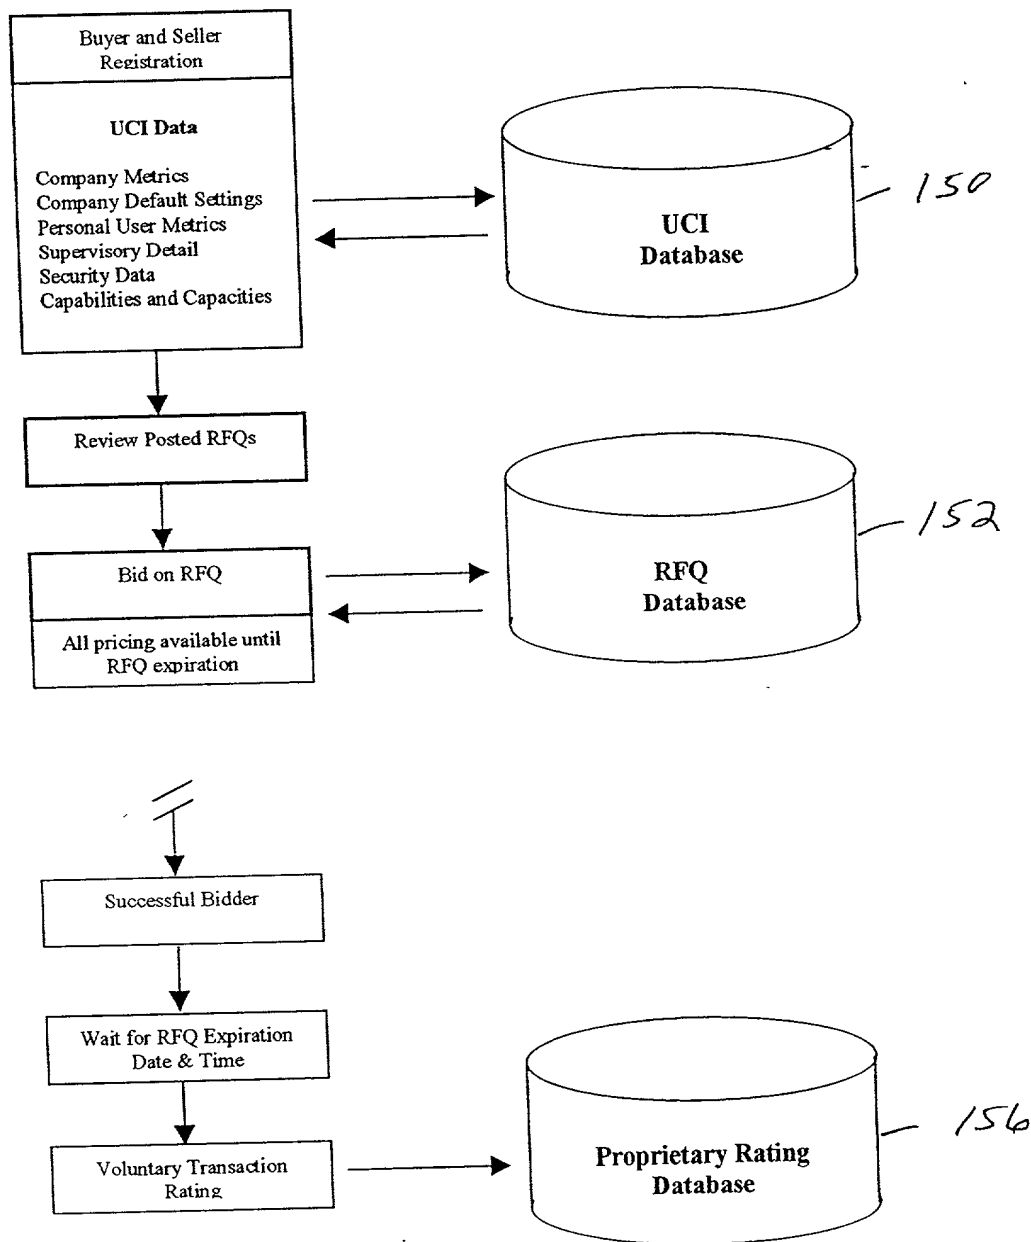 Buyer and Seller
Registration
UCI Data
Company Metrics
Company Default Settings
Personal User Metrics
Supervisory Detail
Security Data
Capabilities and Capacities
UCI
Database
150
Review Posted RFQs
Bid on RFQ
All pricing available until
RFQ expiration
RFQ
Database
152
Successful Bidder
Wait for RFQ Expiration
Date & Time
Voluntary Transaction
Rating
Proprietary Rating
Database
156